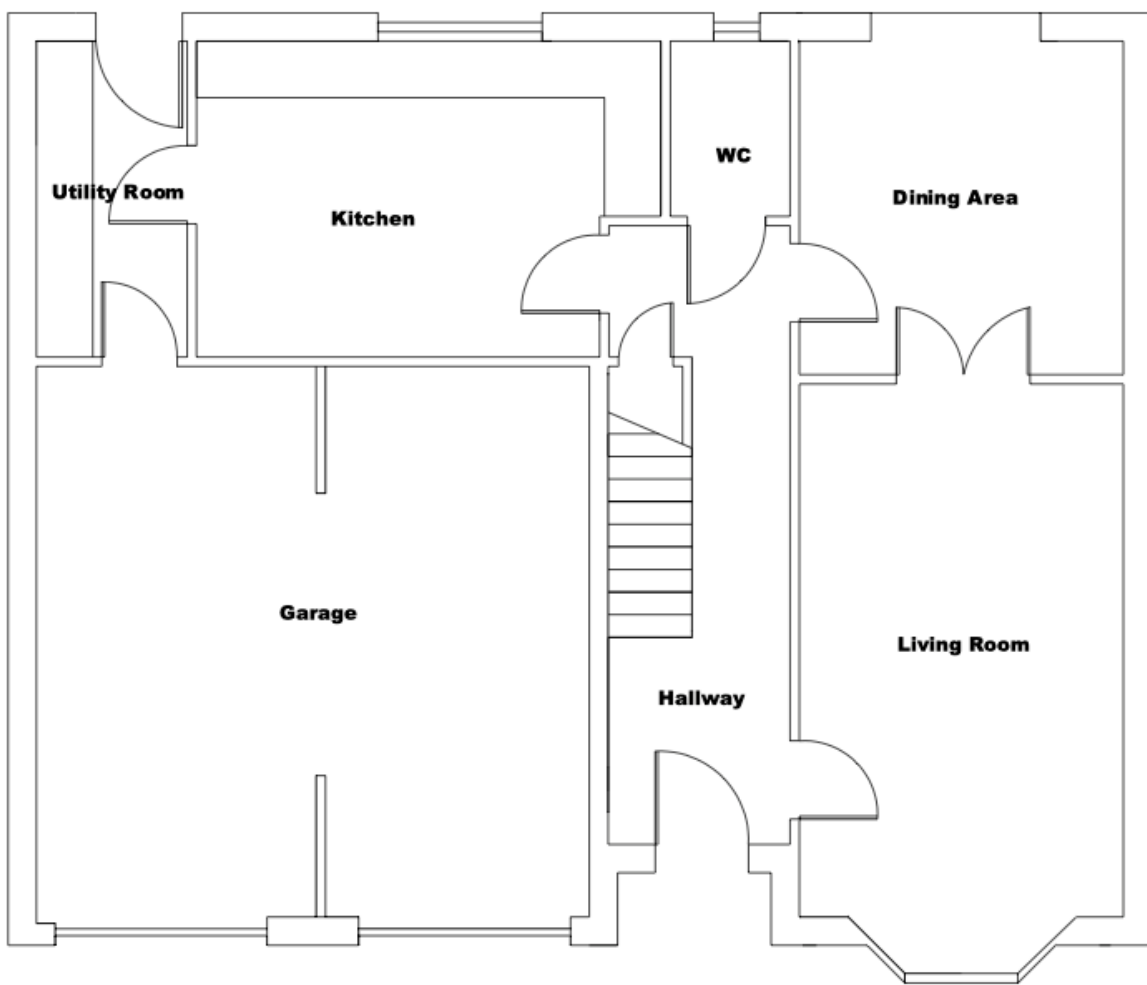 WC
Utility Room
Kitchen
Dining Area
Garage
Living Room
Hallway